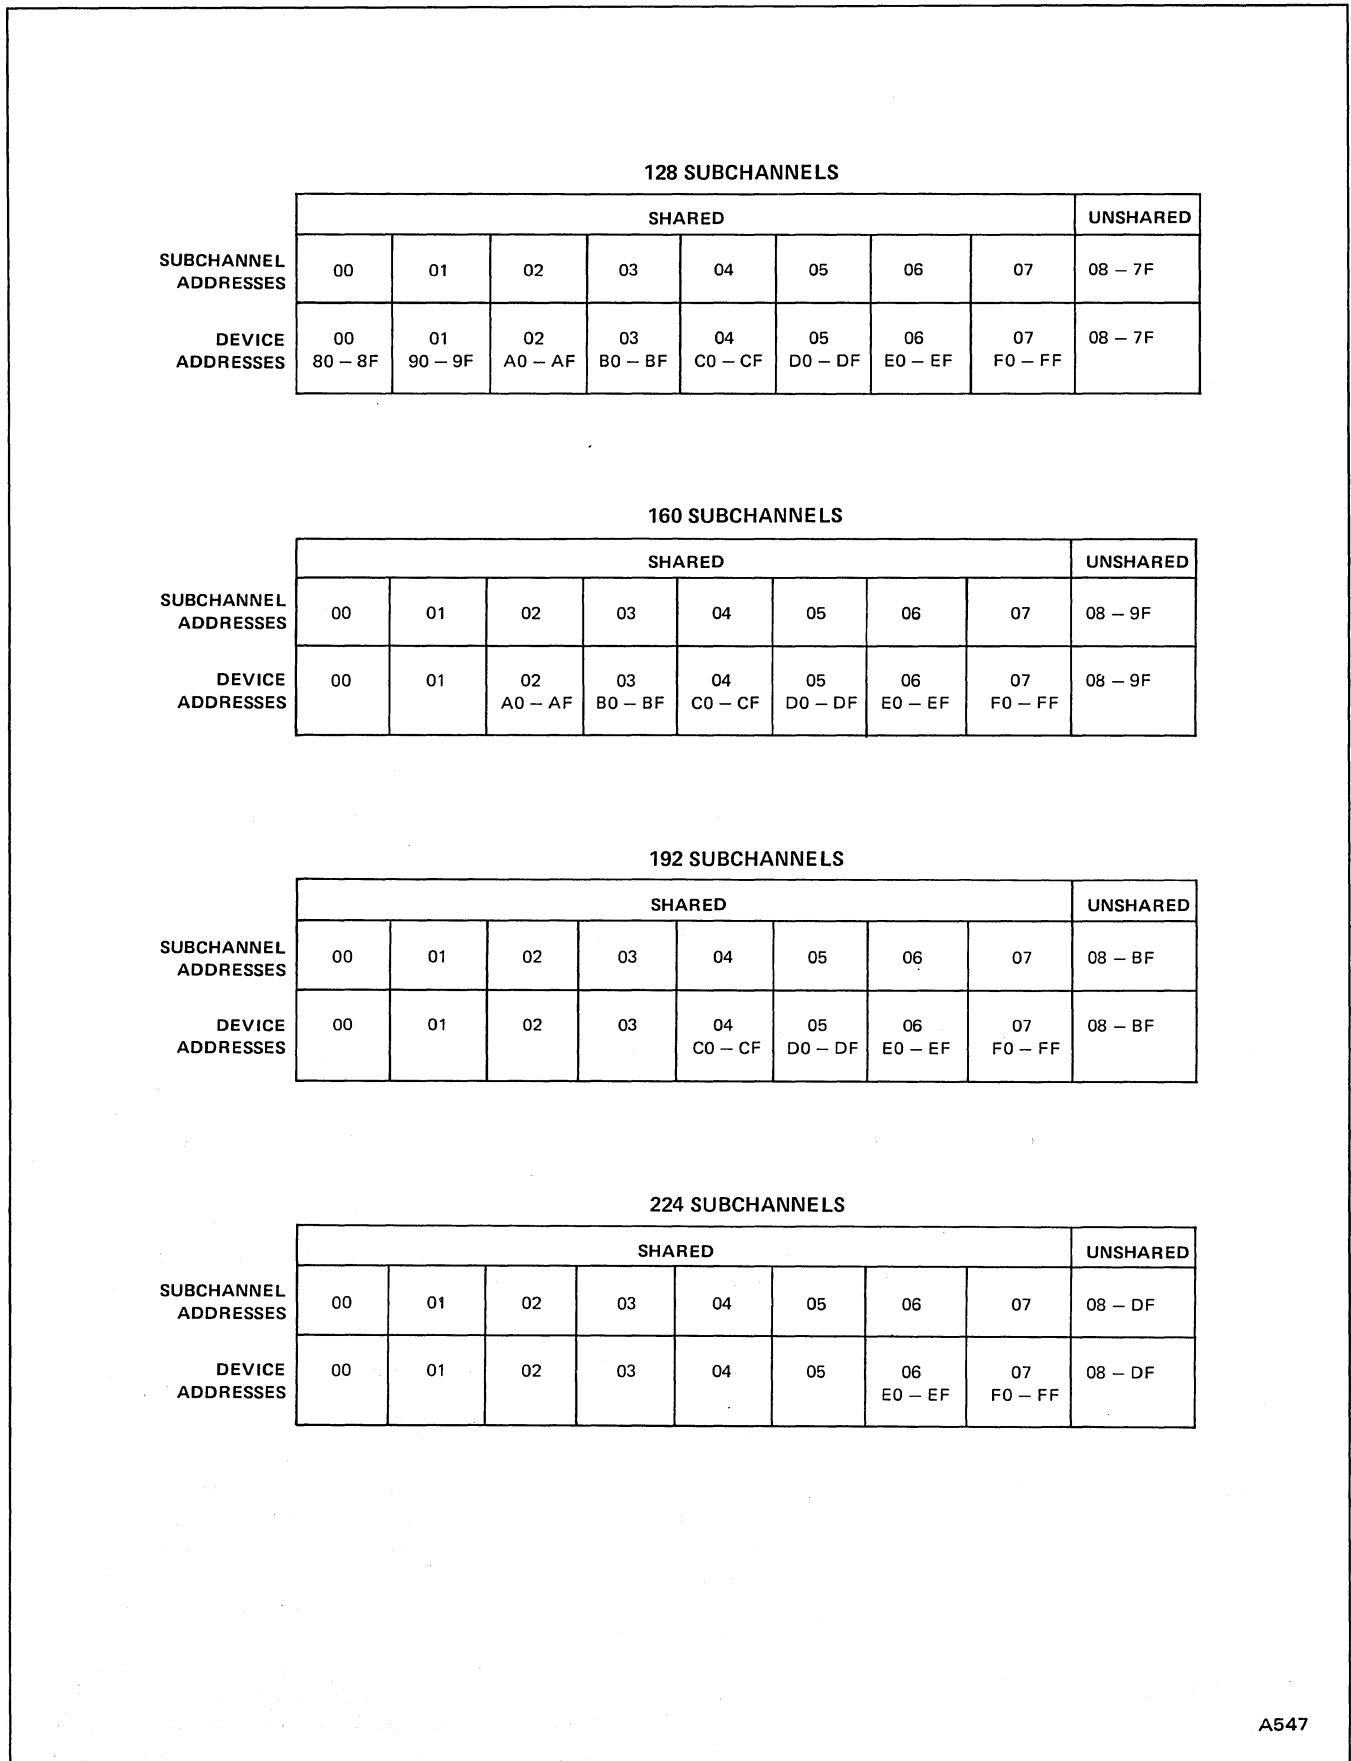 128 SUBCHANNELS
SHARED UNSHARED
SUBCHANNEL ADDRESSES 00 01 02 03 04 05 06 07 08 – 7F
DEVICE ADDRESSES 00 01 02 03 04 05 06 07 08 – 7F
80 – 8F 90 – 9F A0 – AF B0 – BF C0 – CF D0 – DF E0 – EF F0 – FF
160 SUBCHANNELS
SHARED UNSHARED
SUBCHANNEL ADDRESSES 00 01 02 03 04 05 06 07 08 – 9F
DEVICE ADDRESSES 00 01 02 03 04 05 06 07 08 – 9F
A0 – AF B0 – BF C0 – CF D0 – DF E0 – EF F0 – FF
192 SUBCHANNELS
SHARED UNSHARED
SUBCHANNEL ADDRESSES 00 01 02 03 04 05 06 07 08 – BF
DEVICE ADDRESSES 00 01 02 03 04 05 06 07 08 – BF
C0 – CF D0 – DF E0 – EF F0 – FF
224 SUBCHANNELS
SHARED UNSHARED
SUBCHANNEL ADDRESSES 00 01 02 03 04 05 06 07 08 – DF
DEVICE ADDRESSES 00 01 02 03 04 05 06 07 08 – DF
E0 – EF F0 – FF
A547